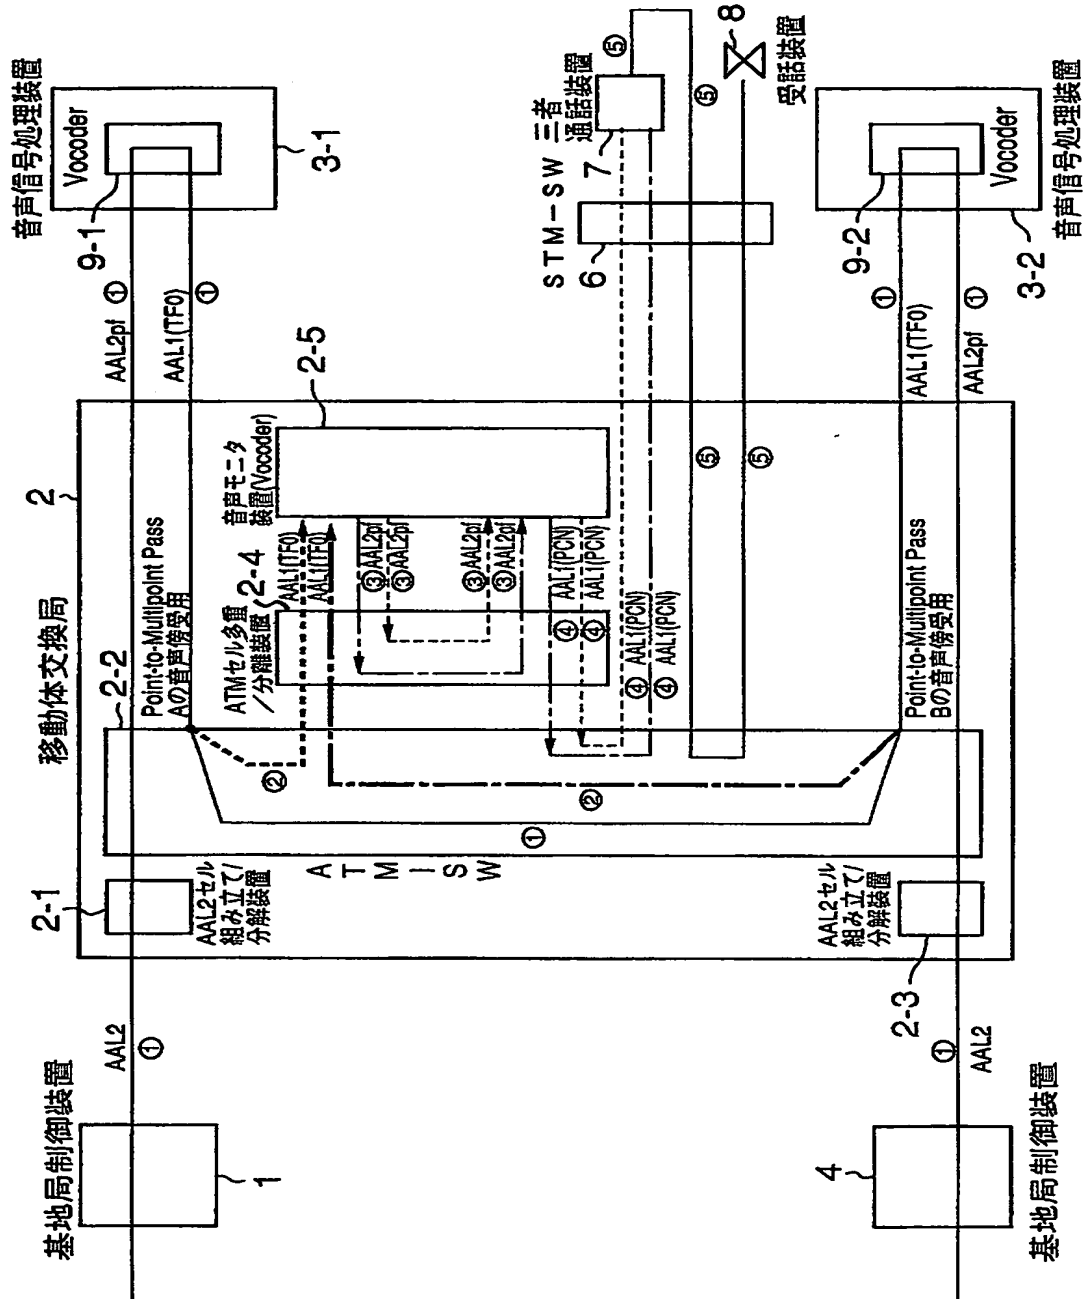 基地局制御装置
1
AAL2
①
移動体交換局
2
2-1
AAL2セル
組み立て/
分解装置
2-2
ATMISW
Point-to-Multipoint Pass
Aの音声傍受用
②
②
①
ATMセル多重
/分離装置
2-4
音声モニタ
装置(Vocoder)
2-5
AAL1(TF0)
AAL1(TF0)
③AAL2pf
③AAL2pf
③AAL2pf
③AAL2pf
AAL1(PCN)
AAL1(PCN)
④
④
④ AAL1(PCN)
④ AAL1(PCN)
⑤
⑤
AAL2pf
①
AAL1(TF0)
①
音声信号処理装置
Vocoder
9-1
3-1
STM-SW
6
三者
通話装置
7
⑤
⑤
8
受話装置
基地局制御装置
4
AAL2
①
2-3
AAL2セル
組み立て/
分解装置
Point-to-Multipoint Pass
Bの音声傍受用
AAL1(TF0)
①
AAL2pf
①
9-2
Vocoder
3-2
音声信号処理装置